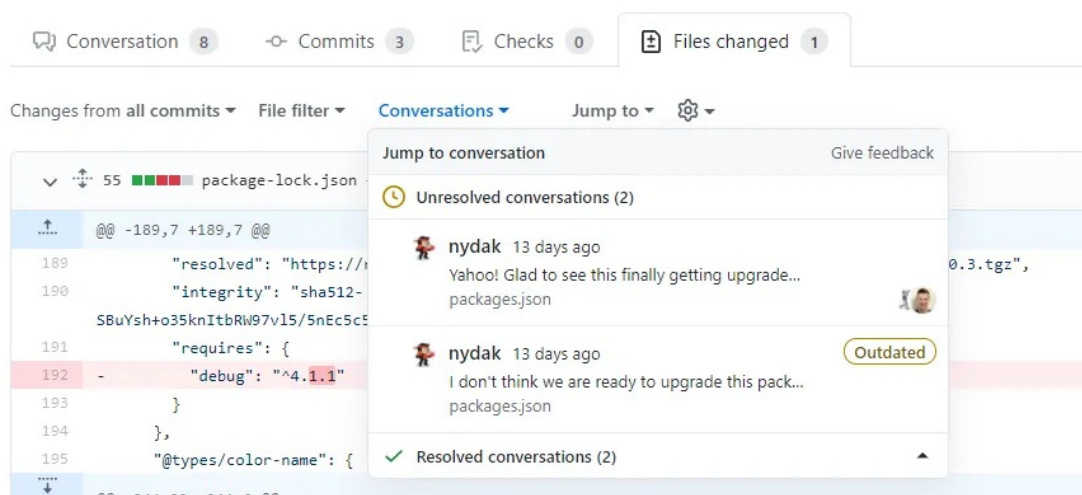 Conversation 8 Commits 3 Checks 0 Files changed 1
Changes from all commits File filter Conversations Jump to
55 package-lock.json
Jump to conversation Give feedback
Unresolved conversations (2)
nydak 13 days ago
Yahoo! Glad to see this finally getting upgrade...
packages.json
nydak 13 days ago Outdated
I don't think we are ready to upgrade this pack...
packages.json
Resolved conversations (2)
@@ -189,7 +189,7 @@
189 "resolved": "https://r 0.3.tgz",
190 "integrity": "sha512-
SBuYsh+o35knItbRW97vl5/5nEc5c5
191 "requires": {
192 - "debug": "^4.1.1"
193 }
194 },
195 "@types/color-name": {